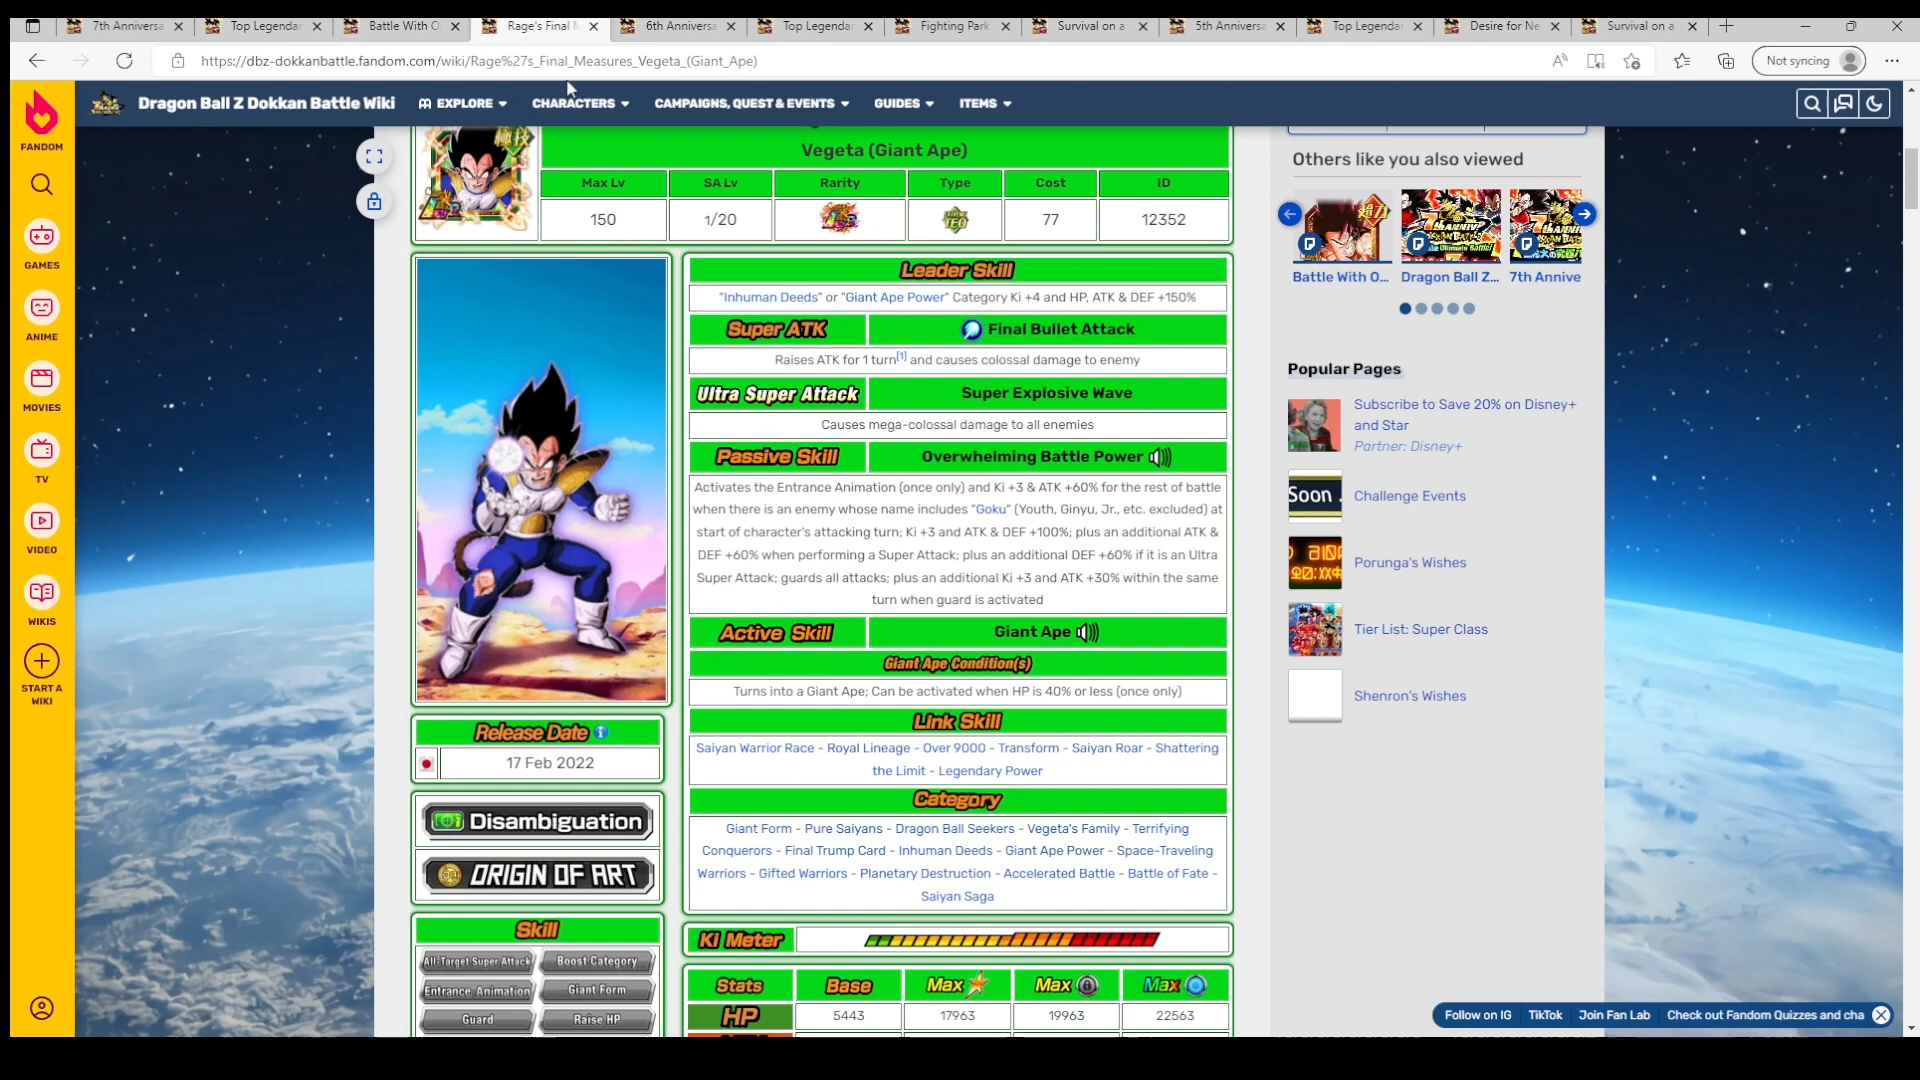 7th Anniversa
Top Legendar
Battle With O
Rage's Final M
6th Anniversa
Top Legendar
Fighting Park
Survival on a
5th Anniversa
Top Legendar
Desire for Ne
Survival on a
https://dbz-dokkanbattle.fandom.com/wiki/Rage%27s_Final_Measures_Vegeta_(Giant_Ape)
Not syncing
Dragon Ball Z Dokkan Battle Wiki
EXPLORE
CHARACTERS
CAMPAIGNS, QUEST & EVENTS
GUIDES
ITEMS
FANDOM
GAMES
ANIME
MOVIES
TV
VIDEO
WIKIS
START A
WIKI
Vegeta (Giant Ape)
Max Lv SA Lv Rarity Type Cost ID
150 1/20 77 12352
Leader Skill
"Inhuman Deeds" or "Giant Ape Power" Category Ki +4 and HP, ATK & DEF +150%
Super ATK Final Bullet Attack
Raises ATK for 1 turn[1] and causes colossal damage to enemy
Ultra Super Attack Super Explosive Wave
Causes mega-colossal damage to all enemies
Passive Skill Overwhelming Battle Power
Activates the Entrance Animation (once only) and Ki +3 & ATK +60% for the rest of battle
when there is an enemy whose name includes "Goku" (Youth, Ginyu, Jr., etc. excluded) at
start of character's attacking turn; Ki +3 and ATK & DEF +100%; plus an additional ATK &
DEF +60% when performing a Super Attack; plus an additional DEF +60% if it is an Ultra
Super Attack; guards all attacks; plus an additional Ki +3 and ATK +30% within the same
turn when guard is activated
Active Skill Giant Ape
Giant Ape Condition(s)
Turns into a Giant Ape; Can be activated when HP is 40% or less (once only)
Link Skill
Saiyan Warrior Race - Royal Lineage - Over 9000 - Transform - Saiyan Roar - Shattering
the Limit - Legendary Power
Category
Giant Form - Pure Saiyans - Dragon Ball Seekers - Vegeta's Family - Terrifying
Conquerors - Final Trump Card - Inhuman Deeds - Giant Ape Power - Space-Traveling
Warriors - Gifted Warriors - Planetary Destruction - Accelerated Battle - Battle of Fate -
Saiyan Saga
Ki Meter
Stats Base Max Max Max
HP 5443 17963 19963 22563
Release Date
17 Feb 2022
Disambiguation
ORIGIN OF ART
Skill
All-Target Super Attack Boost Category
Entrance Animation Giant Form
Guard Raise HP
Others like you also viewed
Battle With O... Dragon Ball Z... 7th Annive
Popular Pages
Subscribe to Save 20% on Disney+
and Star
Partner: Disney+
Soon
Challenge Events
Porunga's Wishes
Tier List: Super Class
Shenron's Wishes
Follow on IG TikTok Join Fan Lab Check out Fandom Quizzes and cha